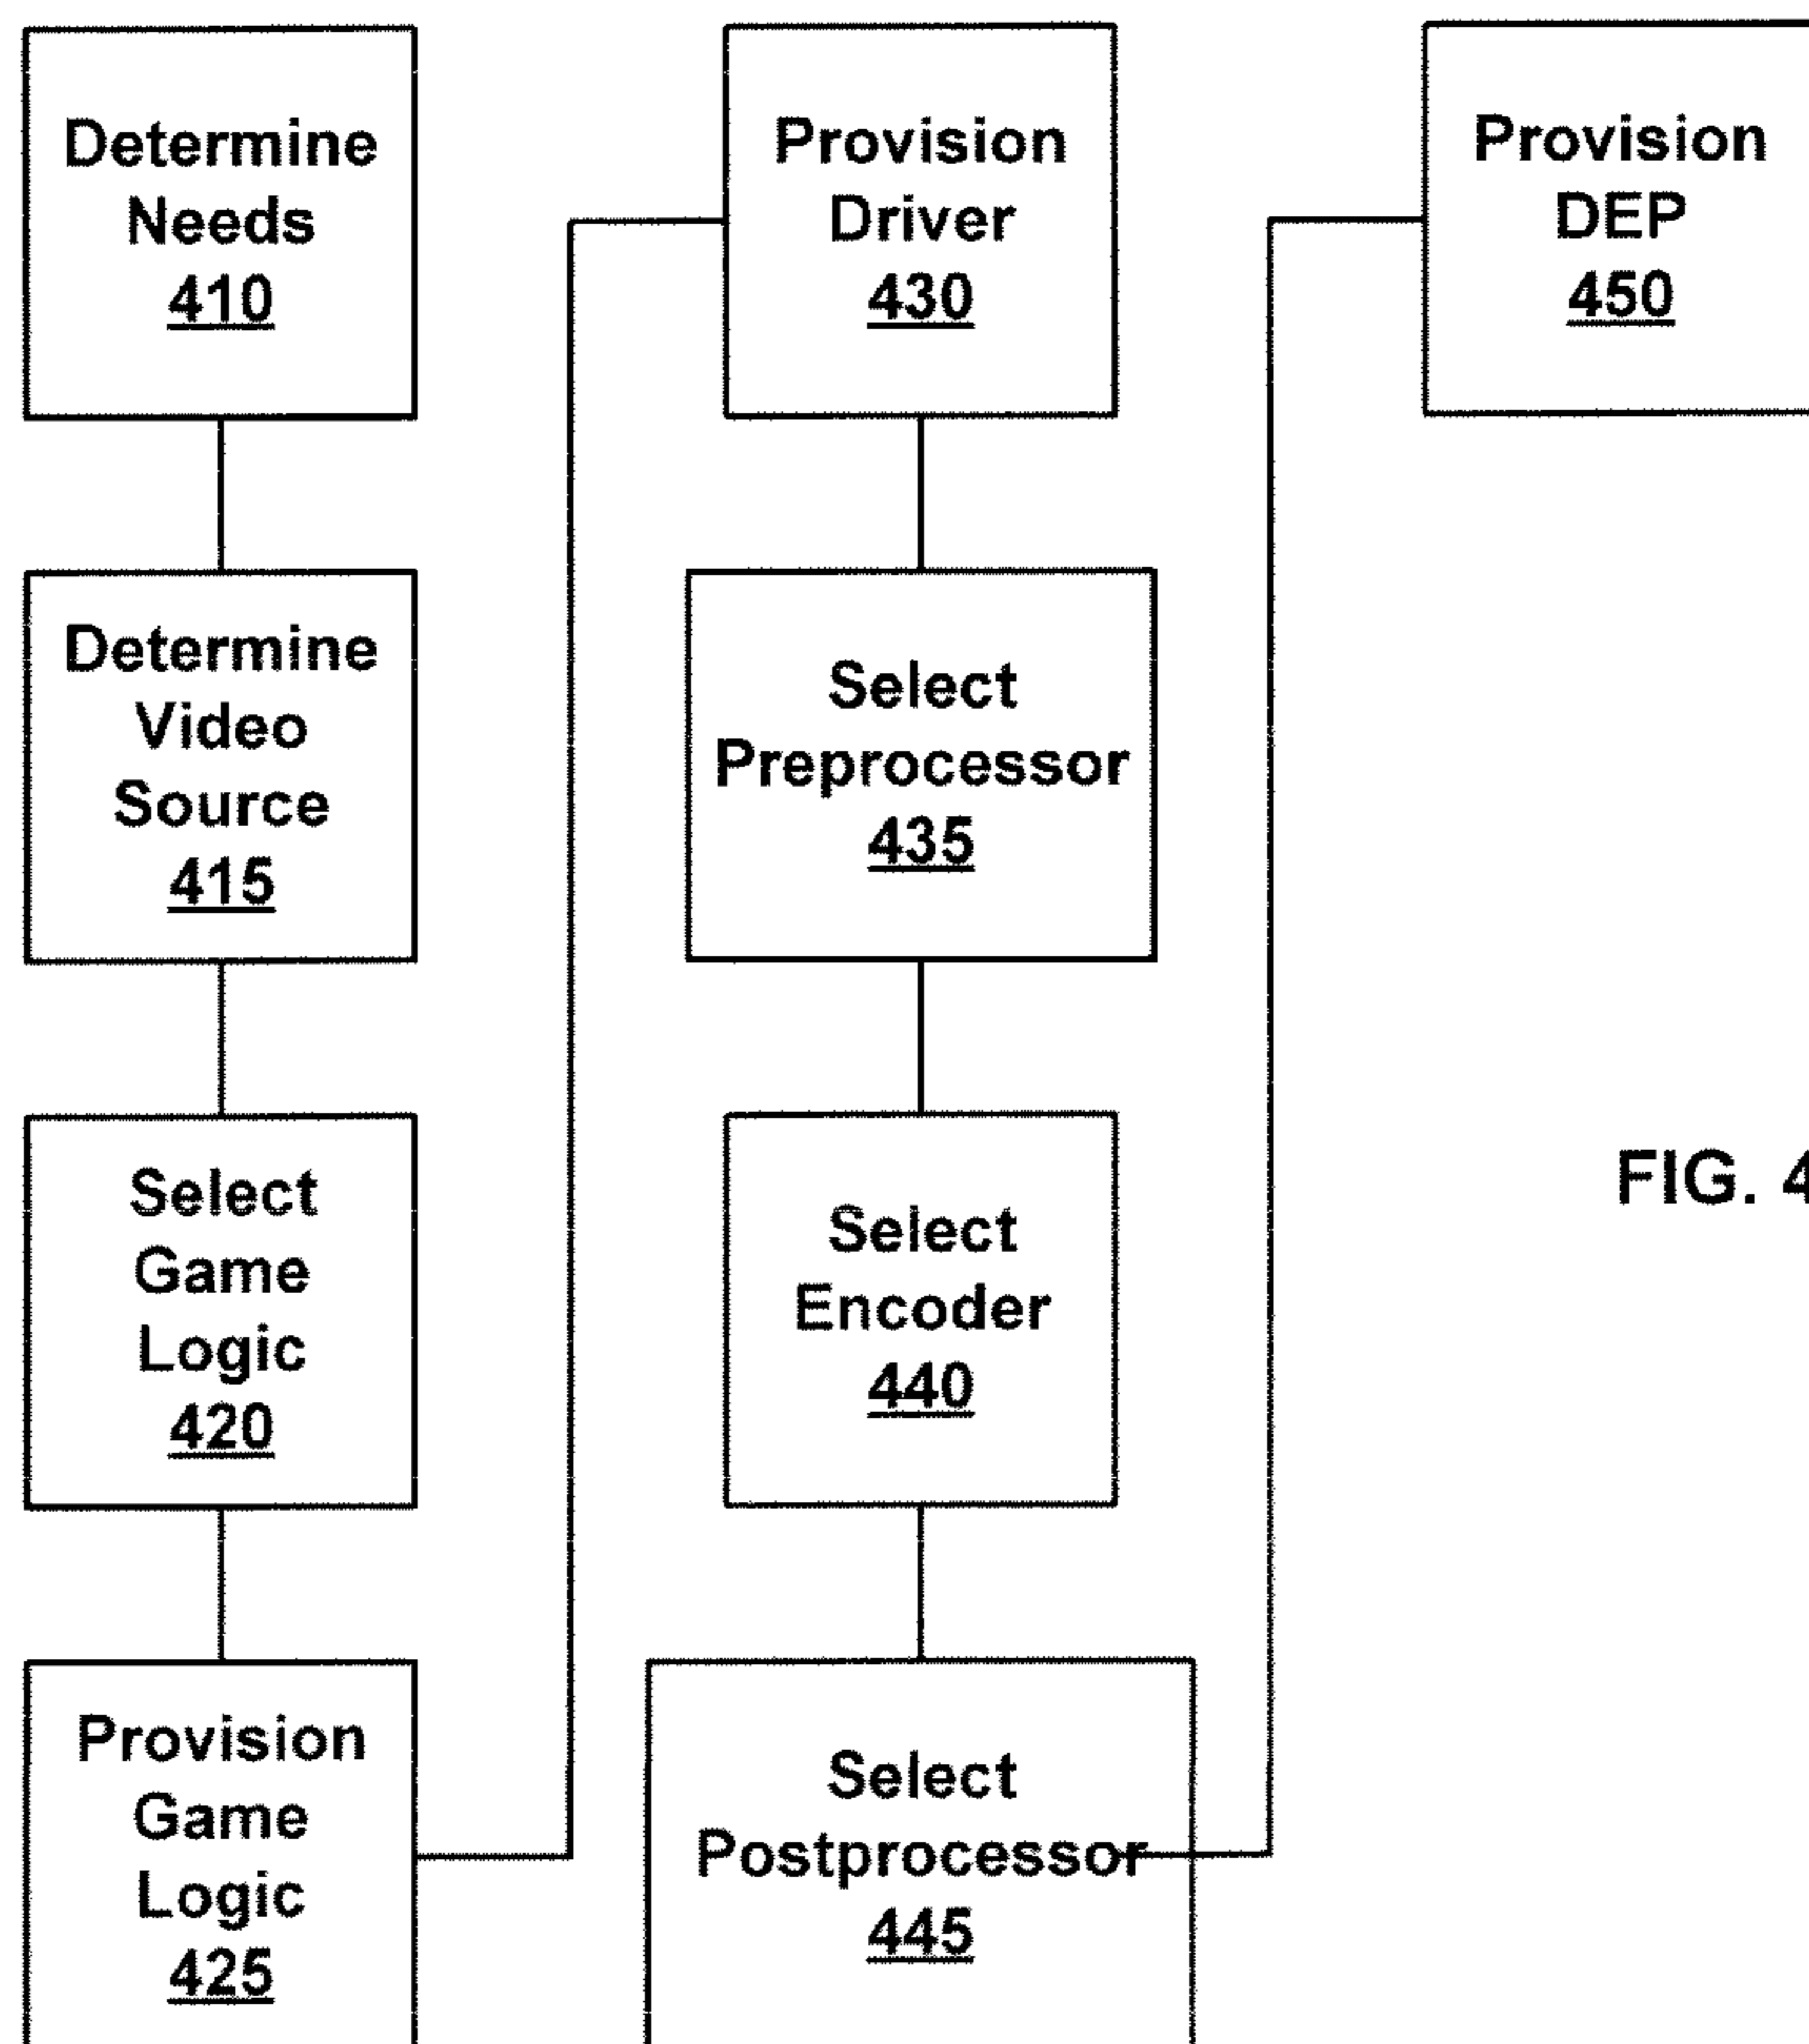 Determine
Needs
410
Determine
Video
Source
415
Select
Game
Logic
420
Provision
Game
Logic
425
Provision
Driver
430
Select
Preprocessor
435
Select
Encoder
440
Select
Postprocessor
445
Provision
DEP
450
FIG. 4